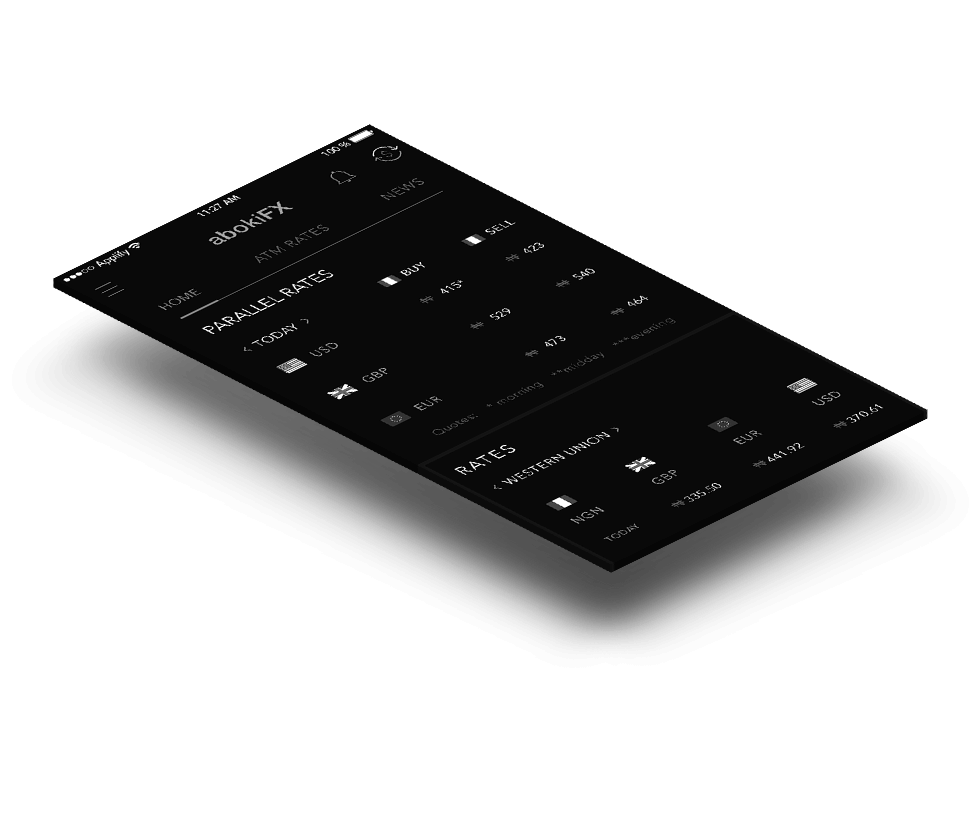 ●●●○○ Applify 11:27 AM 100 %
abokiFX
HOME ATM RATES NEWS
PARALLEL RATES
< TODAY > BUY SELL
USD ₦ 415* ₦ 423
GBP ₦ 529 ₦ 540
EUR ₦ 473 ₦ 464
Quotes: * morning **midday ***evening
RATES
< WESTERN UNION >
NGN GBP EUR USD
TODAY ₦ 335.50 ₦ 441.92 ₦ 370.61